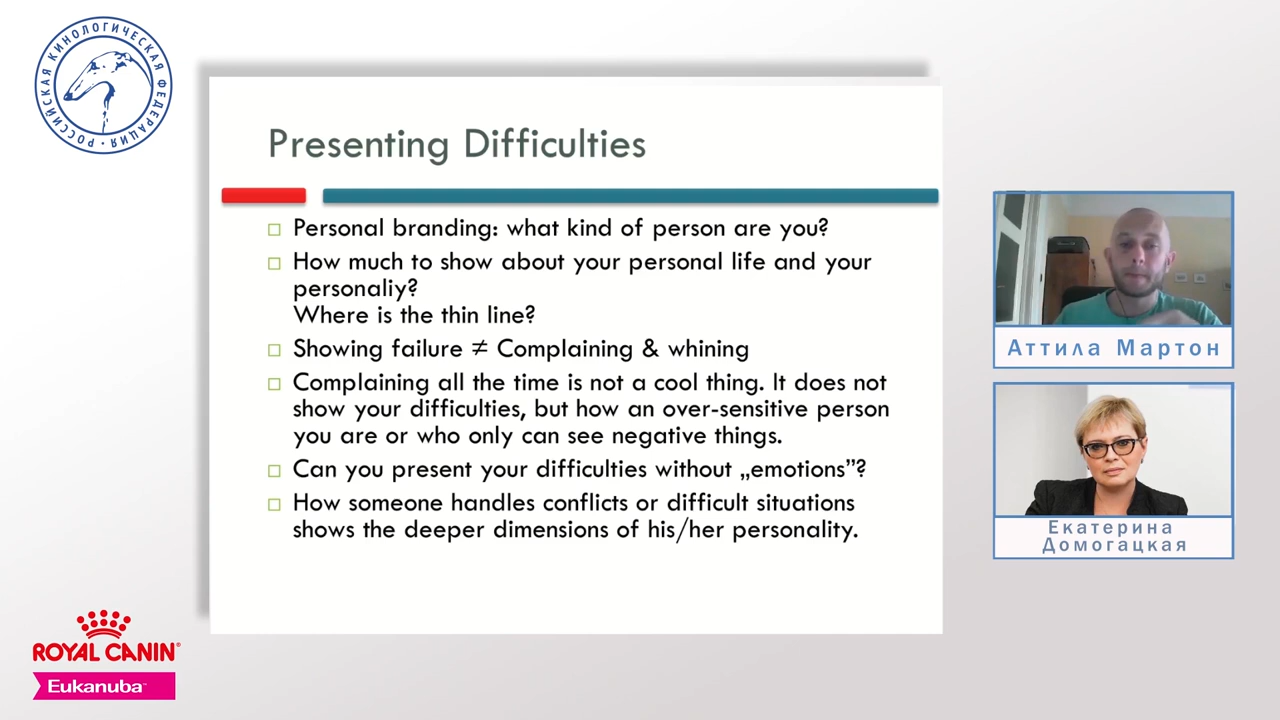 РОССИЙСКАЯ КИНОЛОГИЧЕСКАЯ ФЕДЕРАЦИЯ
Presenting Difficulties
Personal branding: what kind of person are you?
How much to show about your personal life and your
personaliy?
Where is the thin line?
Showing failure ≠ Complaining & whining
Complaining all the time is not a cool thing. It does not
show your difficulties, but how an over-sensitive person
you are or who only can see negative things.
Can you present your difficulties without „emotions”?
How someone handles conflicts or difficult situations
shows the deeper dimensions of his/her personality.
Аттила Мартон
Екатерина
Домогацкая
ROYAL CANIN®
Eukanuba™